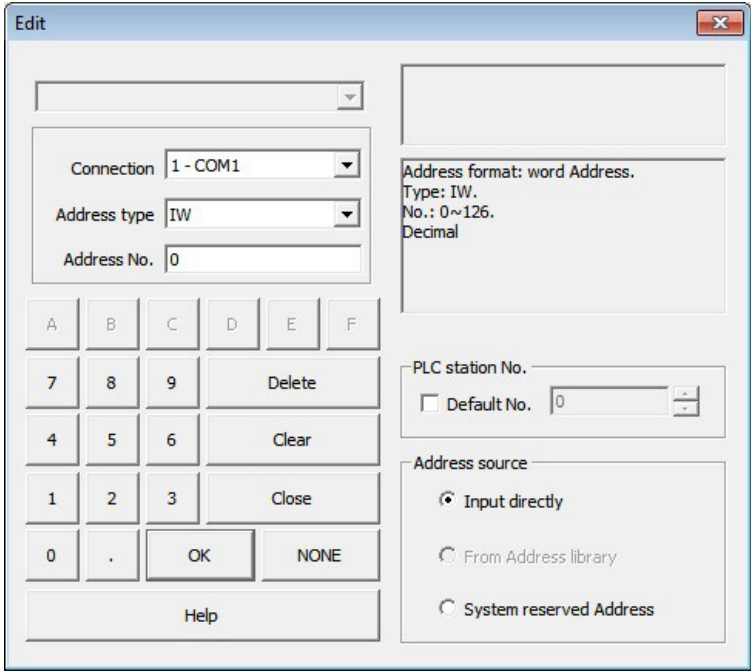 Edit
Connection 1 - COM1
Address type IW
Address No. 0
A B C D E F
7 8 9 Delete
4 5 6 Clear
1 2 3 Close
0 . OK NONE
Help
Address format: word Address.
Type: IW.
No.: 0~126.
Decimal
PLC station No.
Default No. 0
Address source
Input directly
From Address library
System reserved Address